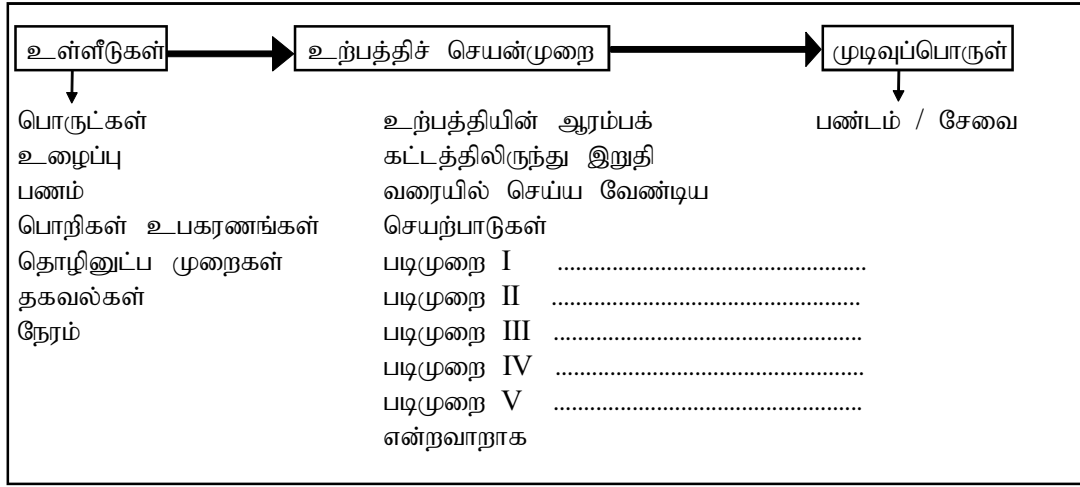 உள்ளீடுகள் உற்பத்திச் செயன்முறை முடிவுப்பொருள்
பொருட்கள்
உழைப்பு
பணம்
பொறிகள் உபகரணங்கள்
தொழினுட்ப முறைகள்
தகவல்கள்
நேரம்
உற்பத்தியின் ஆரம்பக்
கட்டத்திலிருந்து இறுதி
வரையில் செய்ய வேண்டிய
செயற்பாடுகள்
படிமுறை I ........................................................
படிமுறை II ........................................................
படிமுறை III ........................................................
படிமுறை IV ........................................................
படிமுறை V ........................................................
என்றவாறாக
பண்டம் / சேவை